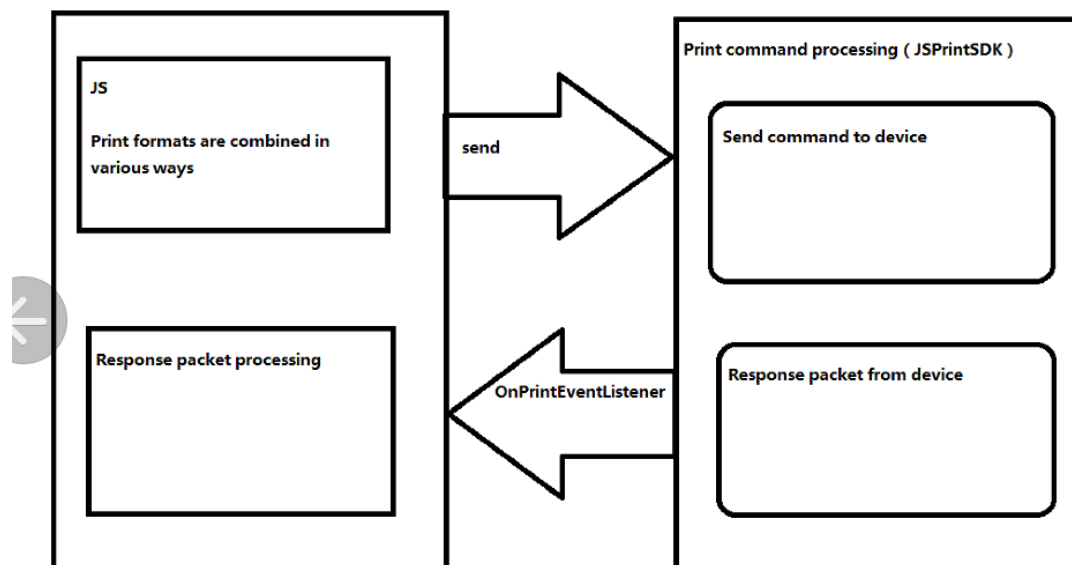 JS
Print formats are combined in
various ways
send
Print command processing（JSPrintSDK）
Send command to device
Response packet processing
OnPrintEventListener
Response packet from device